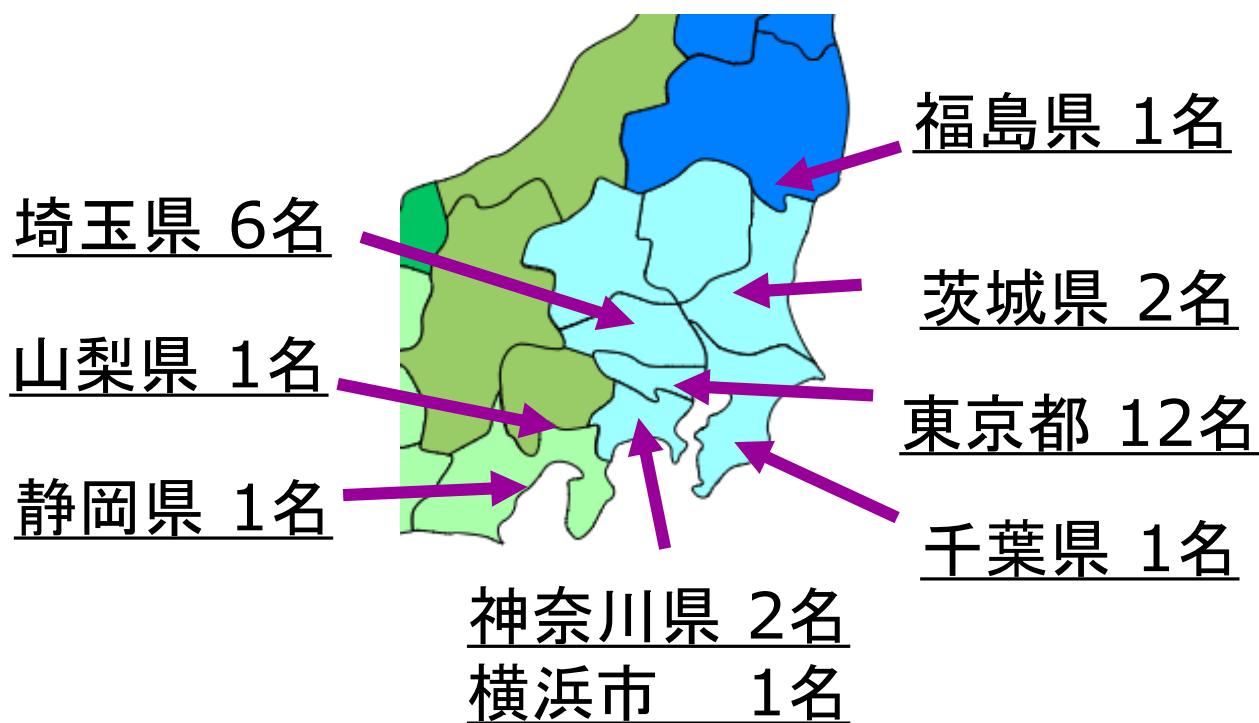 福島県 1名
埼玉県 6名
茨城県 2名
山梨県 1名
東京都 12名
静岡県 1名
千葉県 1名
神奈川県 2名
横浜市 1名